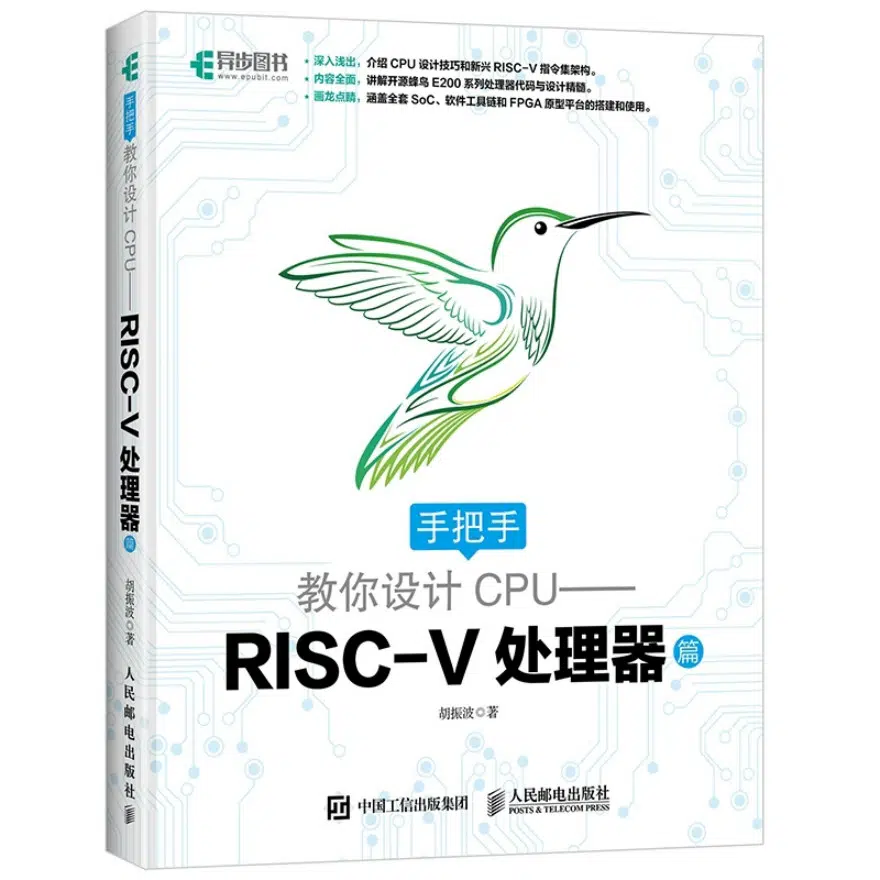 异步图书
www.epubit.com
• 深入浅出，介绍 CPU 设计技巧和新兴 RISC-V 指令集架构。
• 内容全面，讲解开源蜂鸟 E200 系列处理器代码与设计精髓。
• 画龙点睛，涵盖全套 SoC、软件工具链和 FPGA 原型平台的搭建和使用。
手把手
教你设计 CPU——
RISC-V 处理器 篇
胡振波◎著
中国工信出版集团
人民邮电出版社
POSTS & TELECOM PRESS
手把手
教你设计 CPU——
RISC-V 处理器 篇
胡振波◎著
人民邮电出版社